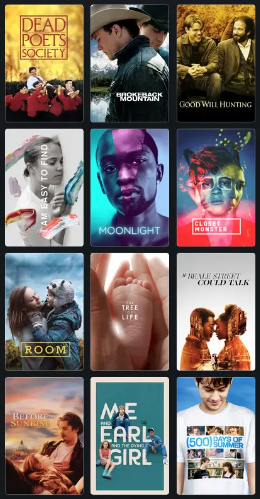 DEAD
POETS
SOCIETY
BROKEBACK
MOUNTAIN
GOOD WILL HUNTING
I AM EASY TO FIND
MOONLIGHT
CLOSET
MONSTER
ROOM
THE
TREE
OF
LIFE
IF BEALE STREET
COULD TALK
BEFORE
SUNRISE
ME
AND
EARL
AND THE DYING
GIRL
(500) DAYS OF
SUMMER